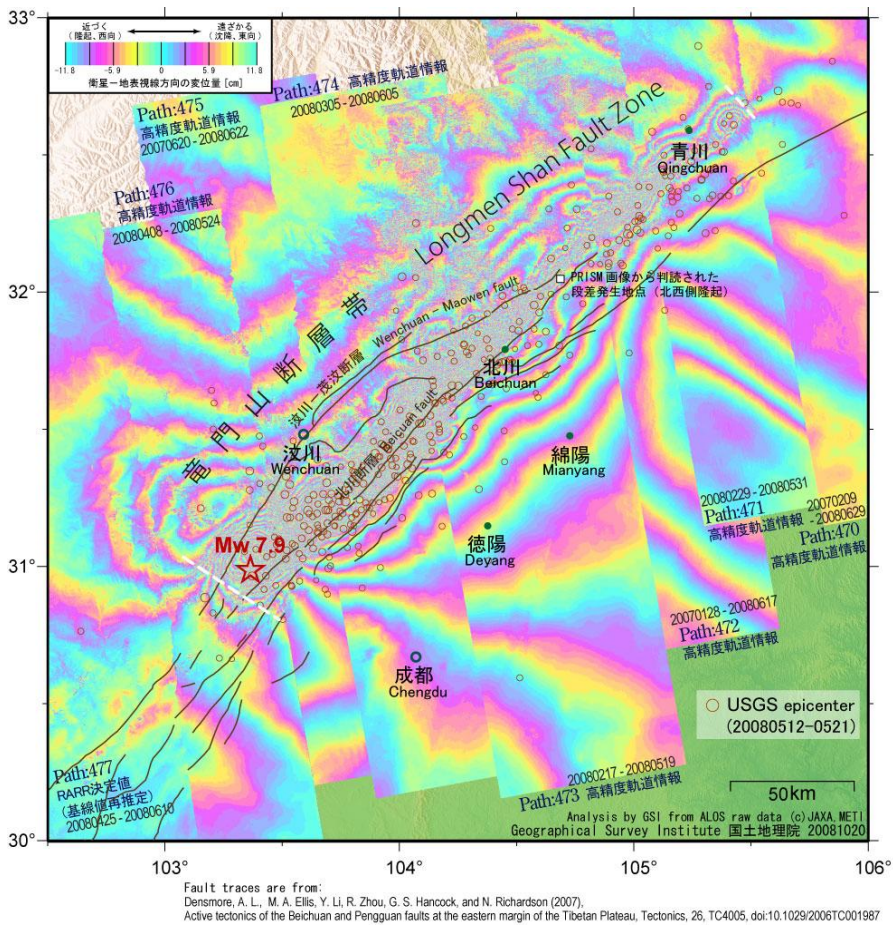 近づく
(隆起、西向)
遠ざかる
(沈降、東向)
-11.8 -5.9 0 5.9 11.8
衛星－地表視線方向の変位量 [cm]
Path:474 高精度軌道情報
20080305 - 20080605
Path:475
高精度軌道情報
20070620 - 20080622
Path:476
高精度軌道情報
20080408 - 20080524
Longmen Shan Fault Zone
青川
Qingchuan
PRISM 画像から判読された
段差発生地点 (北西側隆起)
竜門山断層帯
Wenchuan - Maowen fault
汶川－茂汶断層
北川
Beichuan
北川断層
Beicuan fault
汶川
Wenchuan
綿陽
Mianyang
徳陽
Deyang
Mw 7.9
成都
Chengdu
20080229 - 20080531
Path:471
高精度軌道情報
20070209
- 20080629
Path:470
高精度軌道情報
20070128 - 20080617
Path:472
高精度軌道情報
USGS epicenter
(20080512-0521)
Path:477
RARR決定値
(基線値再推定)
20080425 - 20080610
20080217 - 20080519
Path:473 高精度軌道情報
50km
Analysis by GSI from ALOS raw data (c)JAXA,METI
Geographical Survey Institute 国土地理院 20081020
32°
31°
30°
103° 104° 105° 106°
Fault traces are from:
Densmore, A. L., M. A. Ellis, Y. Li, R. Zhou, G. S. Hancock, and N. Richardson (2007),
Active tectonics of the Beichuan and Pengguan faults at the eastern margin of the Tibetan Plateau, Tectonics, 26, TC4005, doi:10.1029/2006TC001987